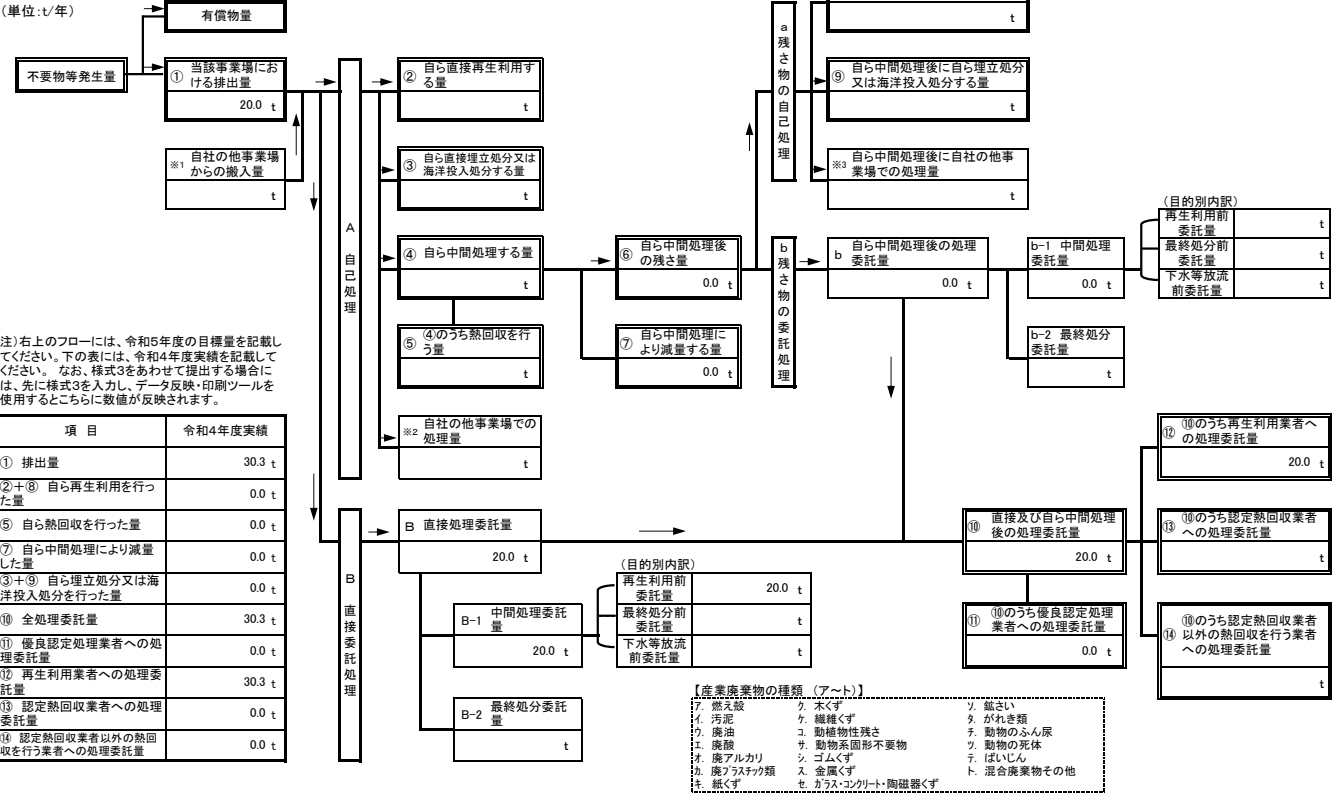 (単位:t/年)
有償物量
不要物等発生量
① 当該事業場にお
ける排出量
20.0 t
※1 自社の他事業場
からの搬入量
t
A 自己処理
② 自ら直接再生利用す
る量
t
③ 自ら直接埋立処分又は
海洋投入処分する量
t
④ 自ら中間処理する量
t
⑤ ④のうち熱回収を行
う量
t
※2 自社の他事業場での
処理量
t
⑥ 自ら中間処理後
の残さ量
0.0 t
⑦ 自ら中間処理に
より減量する量
0.0 t
a 残さ物の自己処理
t
⑨ 自ら中間処理後に自ら埋立処分
又は海洋投入処分する量
t
※3 自ら中間処理後に自社の他事
業場での処理量
t
b 残さ物の委託処理
b 自ら中間処理後の処理
委託量
0.0 t
b-1 中間処理
委託量
0.0 t
(目的別内訳)
再生利用前
委託量
t
最終処分前
委託量
t
下水等放流
前委託量
t
b-2 最終処分
委託量
t
注)右上のフローには、令和5年度の目標量を記載し
てください。下の表には、令和4年度実績を記載して
ください。 なお、様式3をあわせて提出する場合に
は、先に様式3を入力し、データ反映・印刷ツールを
使用するとこちらに数値が反映されます。
項 目 令和4年度実績
① 排出量 30.3 t
②+⑧ 自ら再生利用を行っ
た量 0.0 t
⑤ 自ら熱回収を行った量 0.0 t
⑦ 自ら中間処理により減量
した量 0.0 t
③+⑨ 自ら埋立処分又は海
洋投入処分を行った量 0.0 t
⑩ 全処理委託量 30.3 t
⑪ 優良認定処理業者への処
理委託量 0.0 t
⑫ 再生利用業者への処理委
託量 30.3 t
⑬ 認定熱回収業者への処理
委託量 0.0 t
⑭ 認定熱回収業者以外の熱回
収を行う業者への処理委託量 0.0 t
B 直接委託処理
B 直接処理委託量
20.0 t
B-1 中間処理委託
量
20.0 t
(目的別内訳)
再生利用前
委託量
20.0 t
最終処分前
委託量
t
下水等放流
前委託量
t
B-2 最終処分委託
量
t
⑩ 直接及び自ら中間処理
後の処理委託量
20.0 t
⑪ ⑩のうち優良認定処理
業者への処理委託量
0.0 t
⑫ ⑩のうち再生利用業者へ
の処理委託量
20.0 t
⑬ ⑩のうち認定熱回収業者
への処理委託量
t
⑭ ⑩のうち認定熱回収業者
以外の熱回収を行う業者
への処理委託量
t
【産業廃棄物の種類 (ア~ト)】
ア. 燃え殻 ク. 木くず ソ. 鉱さい
イ. 汚泥 ケ. 繊維くず タ. がれき類
ウ. 廃油 コ. 動植物性残さ チ. 動物のふん尿
エ. 廃酸 サ. 動物系固形不要物 ツ. 動物の死体
オ. 廃アルカリ シ. ゴムくず テ. ばいじん
カ. 廃プラスチック類 ス. 金属くず ト. 混合廃棄物その他
キ. 紙くず セ. ガラス・コンクリート・陶磁器くず